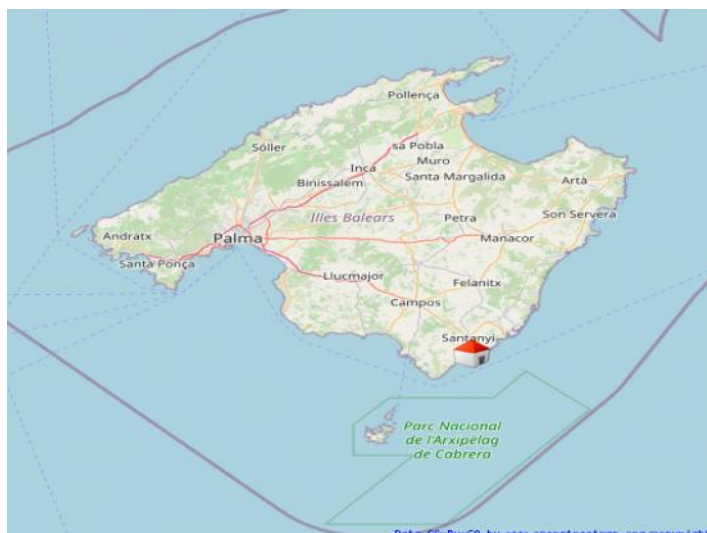 Pollença
sa Pobla
Sóller
Muro
Inca
Santa Margalida
Binissalem
Artà
Illes Balears
Petra
Son Servera
Andratx
Palma
Manacor
Santa Ponça
Llucmajor
Felanitx
Campos
Santanyí
Parc Nacional
de l'Arxipèlag
de Cabrera